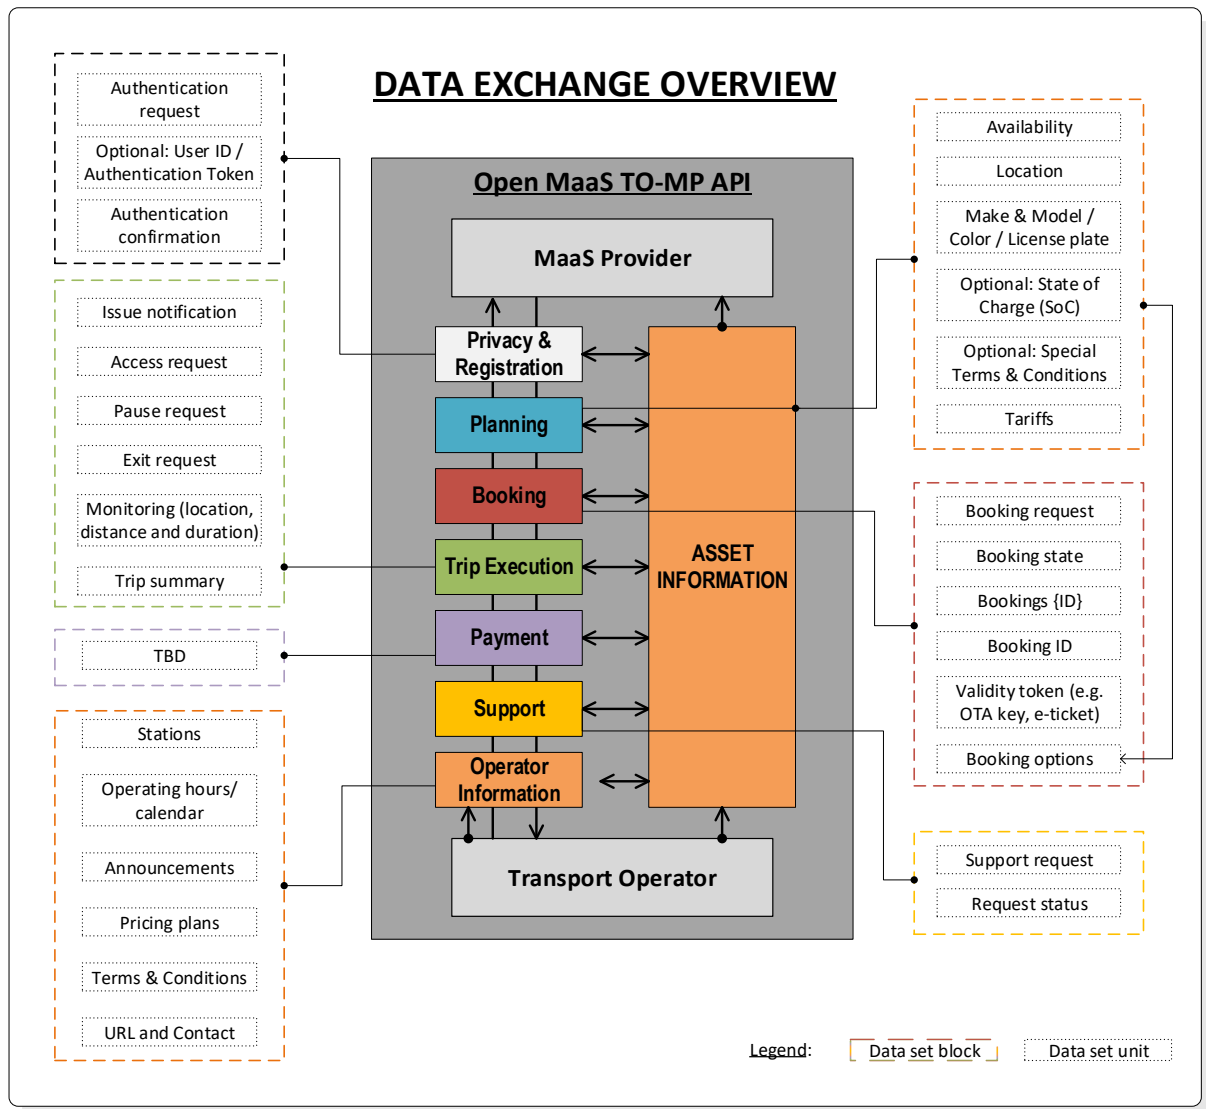 DATA EXCHANGE OVERVIEW
Authentication
request
Optional: User ID /
Authentication Token
Authentication
confirmation
Issue notification
Access request
Pause request
Exit request
Monitoring (location,
distance and duration)
Trip summary
TBD
Stations
Operating hours/
calendar
Announcements
Pricing plans
Terms & Conditions
URL and Contact
Open MaaS TO-MP API
MaaS Provider
Privacy &
Registration
Planning
Booking
Trip Execution
Payment
Support
Operator
Information
ASSET
INFORMATION
Transport Operator
Availability
Location
Make & Model /
Color / License plate
Optional: State of
Charge (SoC)
Optional: Special
Terms & Conditions
Tariffs
Booking request
Booking state
Bookings {ID}
Booking ID
Validity token (e.g.
OTA key, e-ticket)
Booking options
Support request
Request status
Legend:
Data set block
Data set unit